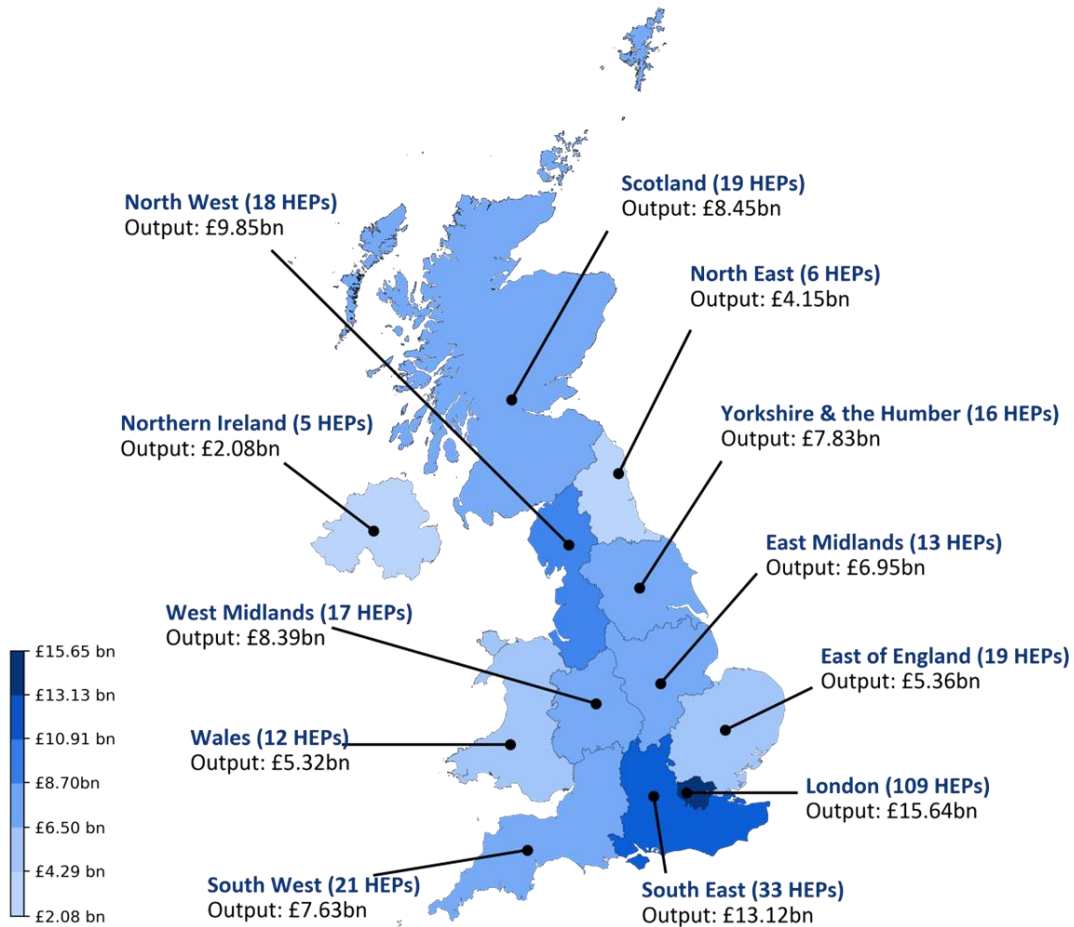 Scotland (19 HEPs)
Output: £8.45bn
North West (18 HEPs)
Output: £9.85bn
North East (6 HEPs)
Output: £4.15bn
Northern Ireland (5 HEPs)
Output: £2.08bn
Yorkshire & the Humber (16 HEPs)
Output: £7.83bn
East Midlands (13 HEPs)
Output: £6.95bn
West Midlands (17 HEPs)
Output: £8.39bn
East of England (19 HEPs)
Output: £5.36bn
Wales (12 HEPs)
Output: £5.32bn
London (109 HEPs)
Output: £15.64bn
South West (21 HEPs)
Output: £7.63bn
South East (33 HEPs)
Output: £13.12bn
£15.65 bn
£13.13 bn
£10.91 bn
£8.70 bn
£6.50 bn
£4.29 bn
£2.08 bn